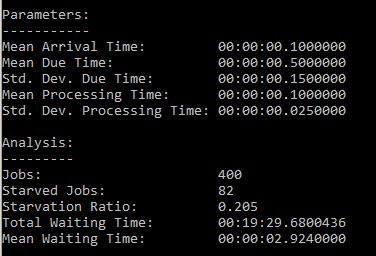 Parameters:
-----------
Mean Arrival Time:         00:00:00.1000000
Mean Due Time:             00:00:00.5000000
Std. Dev. Due Time:        00:00:00.1500000
Mean Processing Time:      00:00:00.1000000
Std. Dev. Processing Time: 00:00:00.0250000

Analysis:
---------
Jobs:                      400
Starved Jobs:              82
Starvation Ratio:          0.205
Total Waiting Time:        00:19:29.6800436
Mean Waiting Time:         00:00:02.9240000